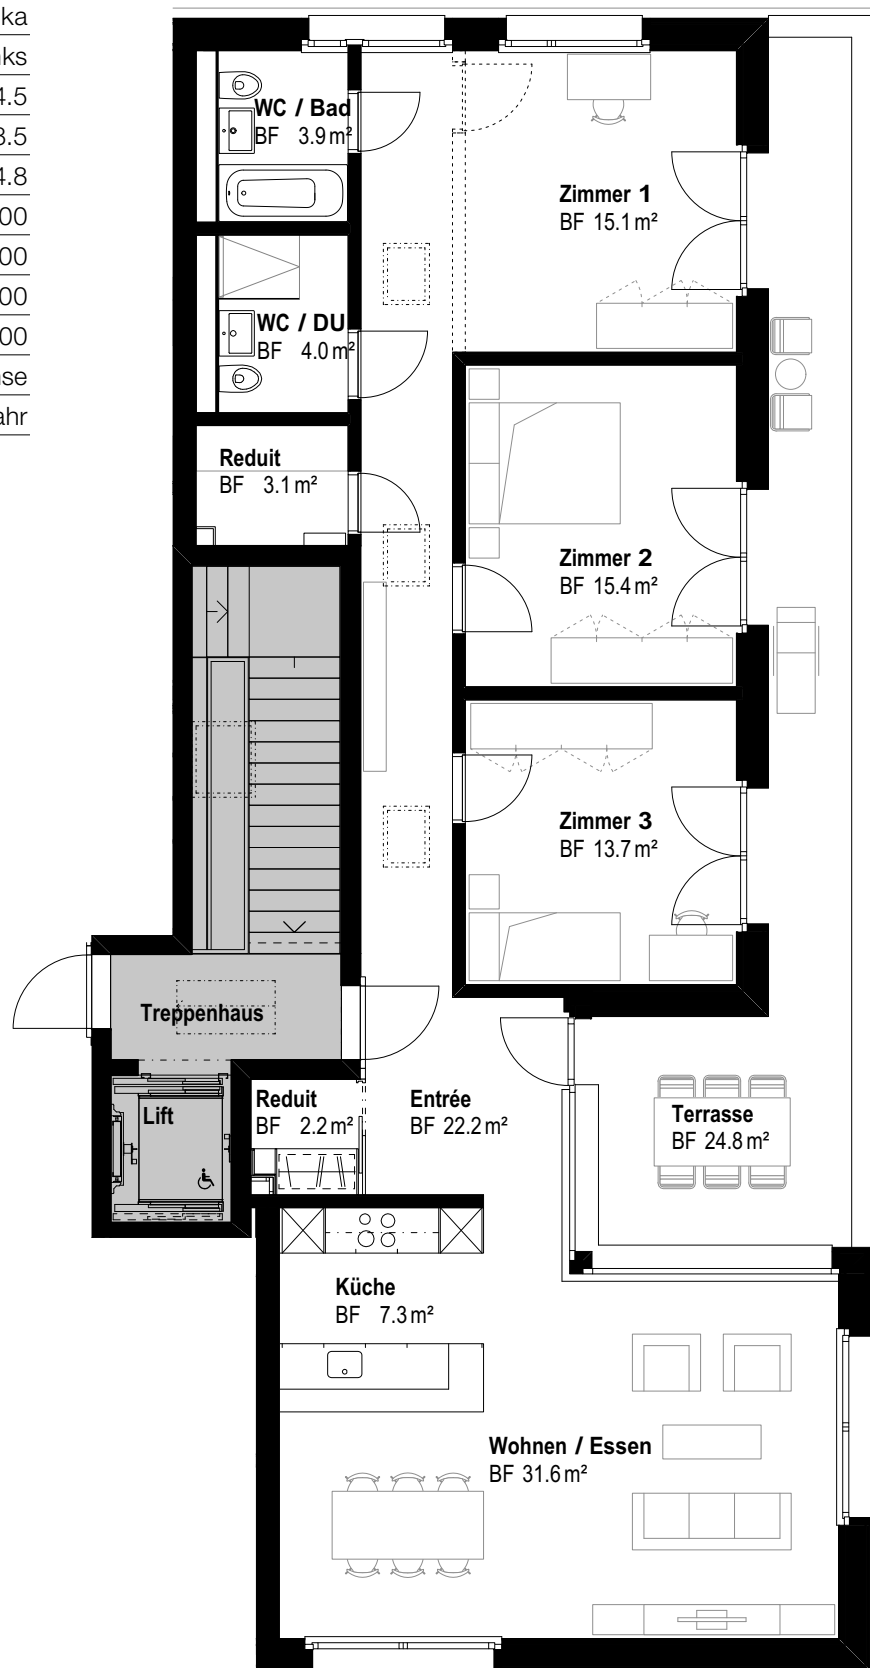 ka
nks
4.5
3.5
4.8
00
00
00
00
se
ahr
WC / Bad
BF 3.9 m²
Zimmer 1
BF 15.1 m²
WC / DU
BF 4.0 m²
Reduit
BF 3.1 m²
Zimmer 2
BF 15.4 m²
Zimmer 3
BF 13.7 m²
Treppenhaus
Lift
Reduit
BF 2.2 m²
Entrée
BF 22.2 m²
Terrasse
BF 24.8 m²
Küche
BF 7.3 m²
Wohnen / Essen
BF 31.6 m²